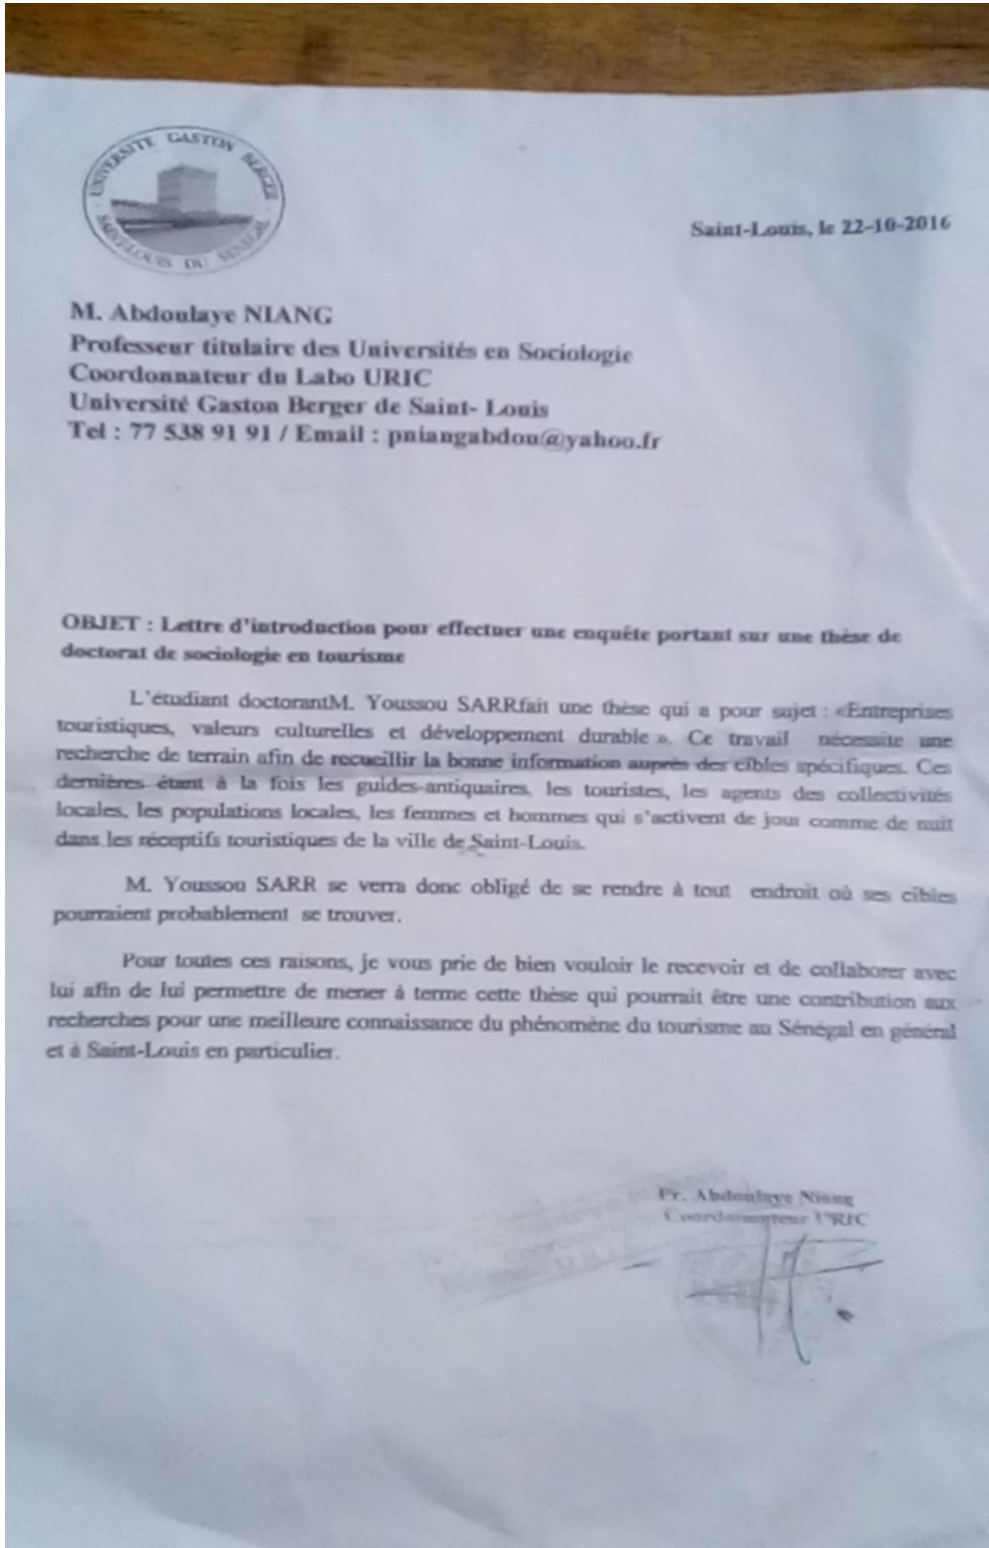 UNIVERSITE GASTON BERGER
SAINT-LOUIS DU SENEGAL
Saint-Louis, le 22-10-2016
M. Abdoulaye NIANG
Professeur titulaire des Universités en Sociologie
Coordonnateur du Labo URIC
Université Gaston Berger de Saint- Louis
Tel : 77 538 91 91 / Email : pniangabdou@yahoo.fr
OBJET : Lettre d'introduction pour effectuer une enquête portant sur une thèse de
doctorat de sociologie en tourisme
L'étudiant doctorantM. Youssou SARRfait une thèse qui a pour sujet : «Entreprises
touristiques, valeurs culturelles et développement durable ». Ce travail nécessite une
recherche de terrain afin de recueillir la bonne information auprès des cibles spécifiques. Ces
dernières étant à la fois les guides-antiquaires, les touristes, les agents des collectivités
locales, les populations locales, les femmes et hommes qui s'activent de jour comme de nuit
dans les réceptifs touristiques de la ville de Saint-Louis.
M. Youssou SARR se verra donc obligé de se rendre à tout endroit où ses cibles
pourraient probablement se trouver.
Pour toutes ces raisons, je vous prie de bien vouloir le recevoir et de collaborer avec
lui afin de lui permettre de mener à terme cette thèse qui pourrait être une contribution aux
recherches pour une meilleure connaissance du phénomène du tourisme au Sénégal en général
et à Saint-Louis en particulier.
Pr. Abdoulaye Niang
Coordonnateur URIC
URIC